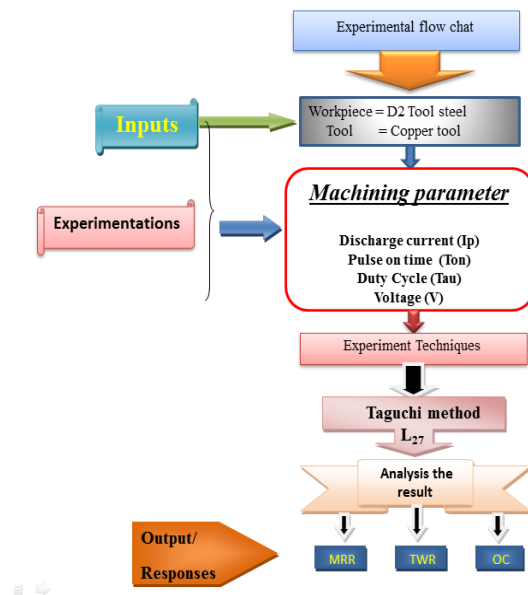 Experimental flow chat
Workpiece = D2 Tool steel
Tool = Copper tool
Inputs
Machining parameter
Experimentations
Discharge current (Ip)
Pulse on time (Ton)
Duty Cycle (Tau)
Voltage (V)
Experiment Techniques
Taguchi method
L27
Analysis the
result
Output/
Responses
MRR
TWR
OC